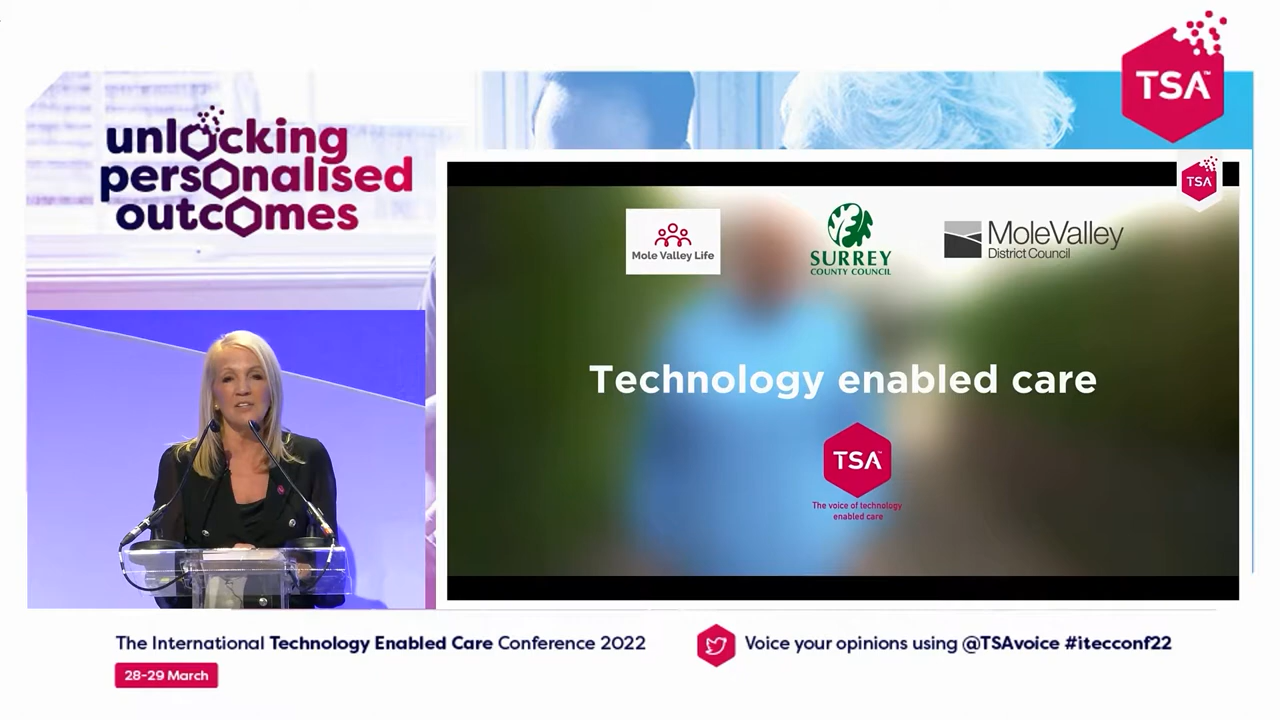 TSA™
unlocking
personalised
outcomes
TSA
Mole Valley Life
SURREY
COUNTY COUNCIL
MoleValley
District Council
Technology enabled care
TSA™
The voice of technology
enabled care
The International Technology Enabled Care Conference 2022
28-29 March
Voice your opinions using @TSAvoice #itecconf22